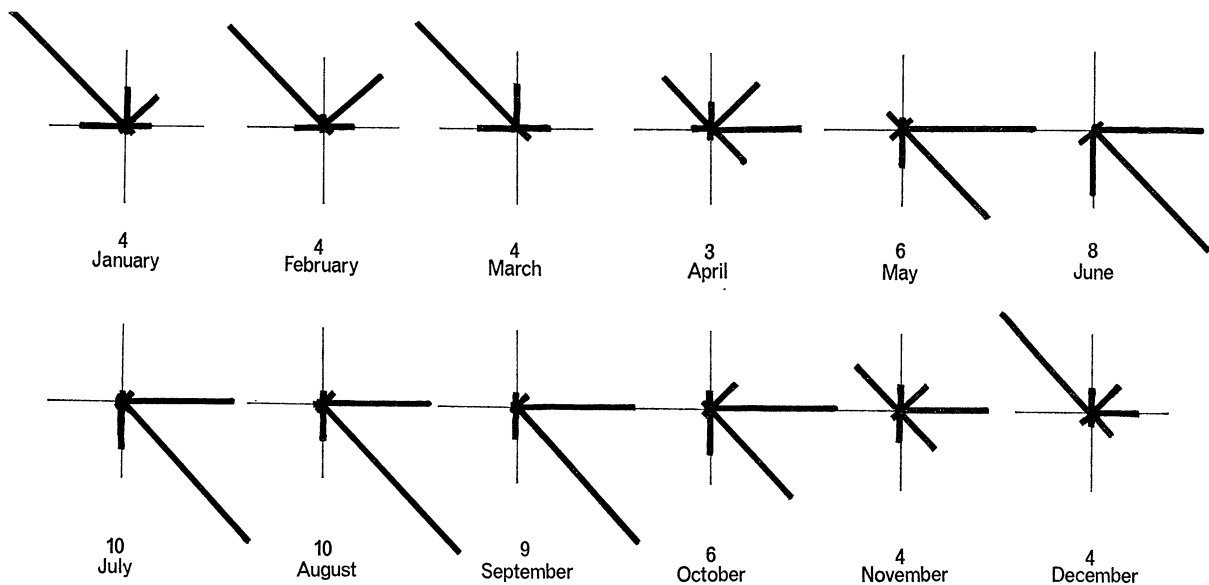 4
January
4
February
4
March
3
April
6
May
8
June
10
July
10
August
9
September
6
October
4
November
4
December